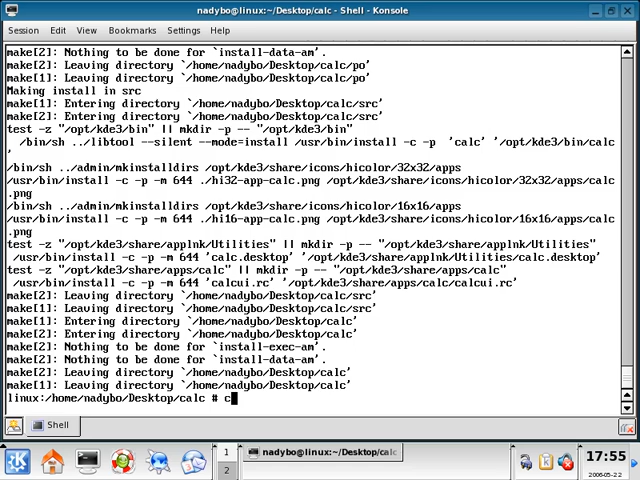 nadybo@linux:~/Desktop/calc - Shell - Konsole
Session Edit View Bookmarks Settings Help
make[2]: Nothing to be done for `install-data-am'.
make[2]: Leaving directory `/home/nadybo/Desktop/calc/po'
make[1]: Leaving directory `/home/nadybo/Desktop/calc/po'
Making install in src
make[1]: Entering directory `/home/nadybo/Desktop/calc/src'
make[2]: Entering directory `/home/nadybo/Desktop/calc/src'
test -z "/opt/kde3/bin" || mkdir -p -- "/opt/kde3/bin"
/bin/sh ../libtool --silent --mode=install /usr/bin/install -c -p 'calc' '/opt/kde3/bin/calc
'
/bin/sh ../admin/mkinstalldirs /opt/kde3/share/icons/hicolor/32x32/apps
/usr/bin/install -c -p -m 644 ./hi32-app-calc.png /opt/kde3/share/icons/hicolor/32x32/apps/calc
.png
/bin/sh ../admin/mkinstalldirs /opt/kde3/share/icons/hicolor/16x16/apps
/usr/bin/install -c -p -m 644 ./hi16-app-calc.png /opt/kde3/share/icons/hicolor/16x16/apps/calc
.png
test -z "/opt/kde3/share/applnk/Utilities" || mkdir -p -- "/opt/kde3/share/applnk/Utilities"
/usr/bin/install -c -p -m 644 'calc.desktop' '/opt/kde3/share/applnk/Utilities/calc.desktop'
test -z "/opt/kde3/share/apps/calc" || mkdir -p -- "/opt/kde3/share/apps/calc"
/usr/bin/install -c -p -m 644 'calcui.rc' '/opt/kde3/share/apps/calc/calcui.rc'
make[2]: Leaving directory `/home/nadybo/Desktop/calc/src'
make[1]: Leaving directory `/home/nadybo/Desktop/calc/src'
make[1]: Entering directory `/home/nadybo/Desktop/calc'
make[2]: Entering directory `/home/nadybo/Desktop/calc'
make[2]: Nothing to be done for `install-exec-am'.
make[2]: Nothing to be done for `install-data-am'.
make[2]: Leaving directory `/home/nadybo/Desktop/calc'
make[1]: Leaving directory `/home/nadybo/Desktop/calc'
linux:/home/nadybo/Desktop/calc # c
Shell
1
2
nadybo@linux:~/Desktop/calc
17:55
2006-05-22